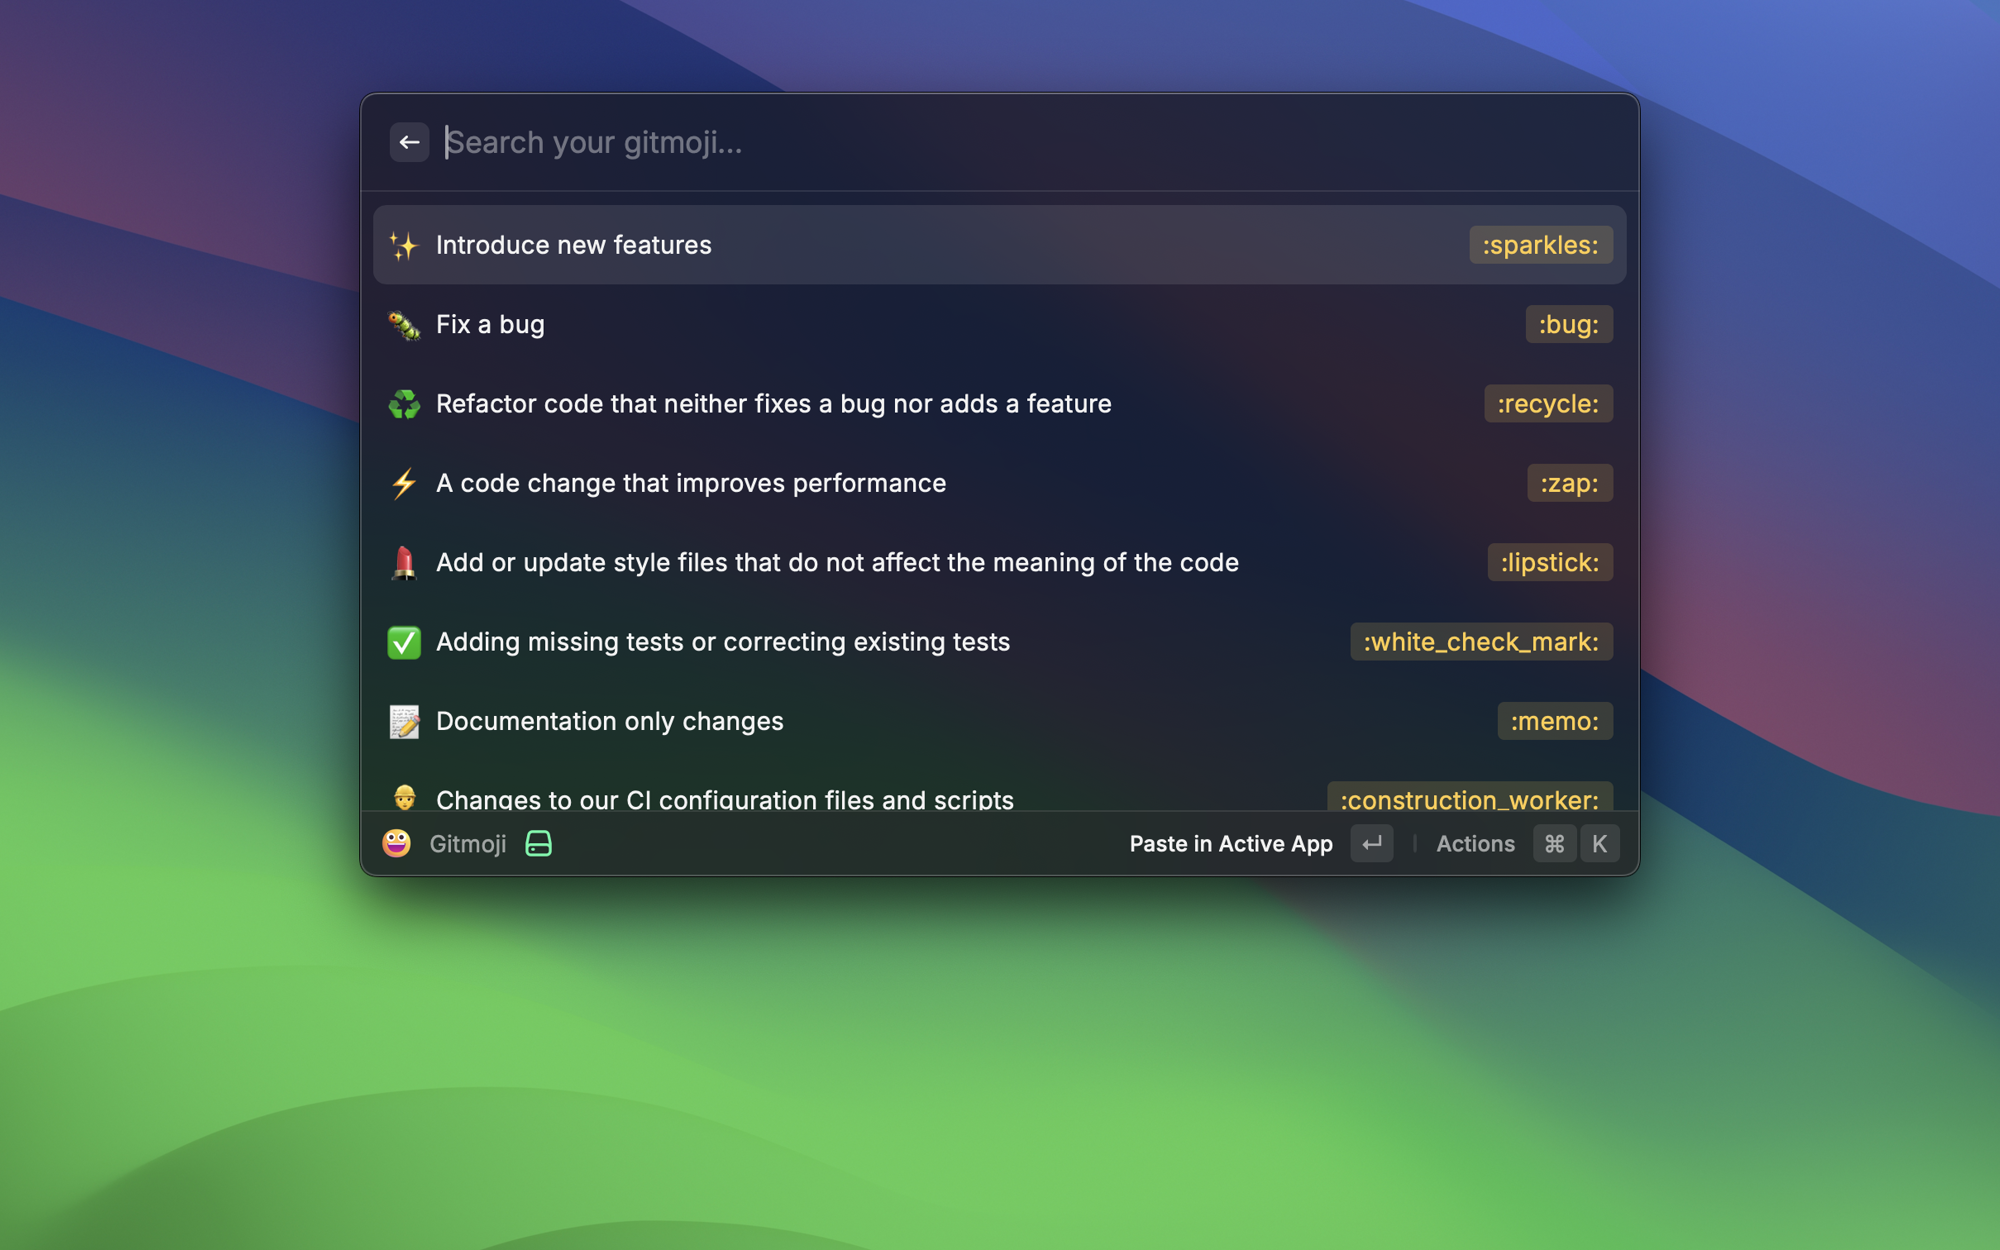 Search your gitmoji...
Introduce new features :sparkles:
Fix a bug :bug:
Refactor code that neither fixes a bug nor adds a feature :recycle:
A code change that improves performance :zap:
Add or update style files that do not affect the meaning of the code :lipstick:
Adding missing tests or correcting existing tests :white_check_mark:
Documentation only changes :memo:
Changes to our CI configuration files and scripts :construction_worker:
Gitmoji Paste in Active App ↵ Actions ⌘ K